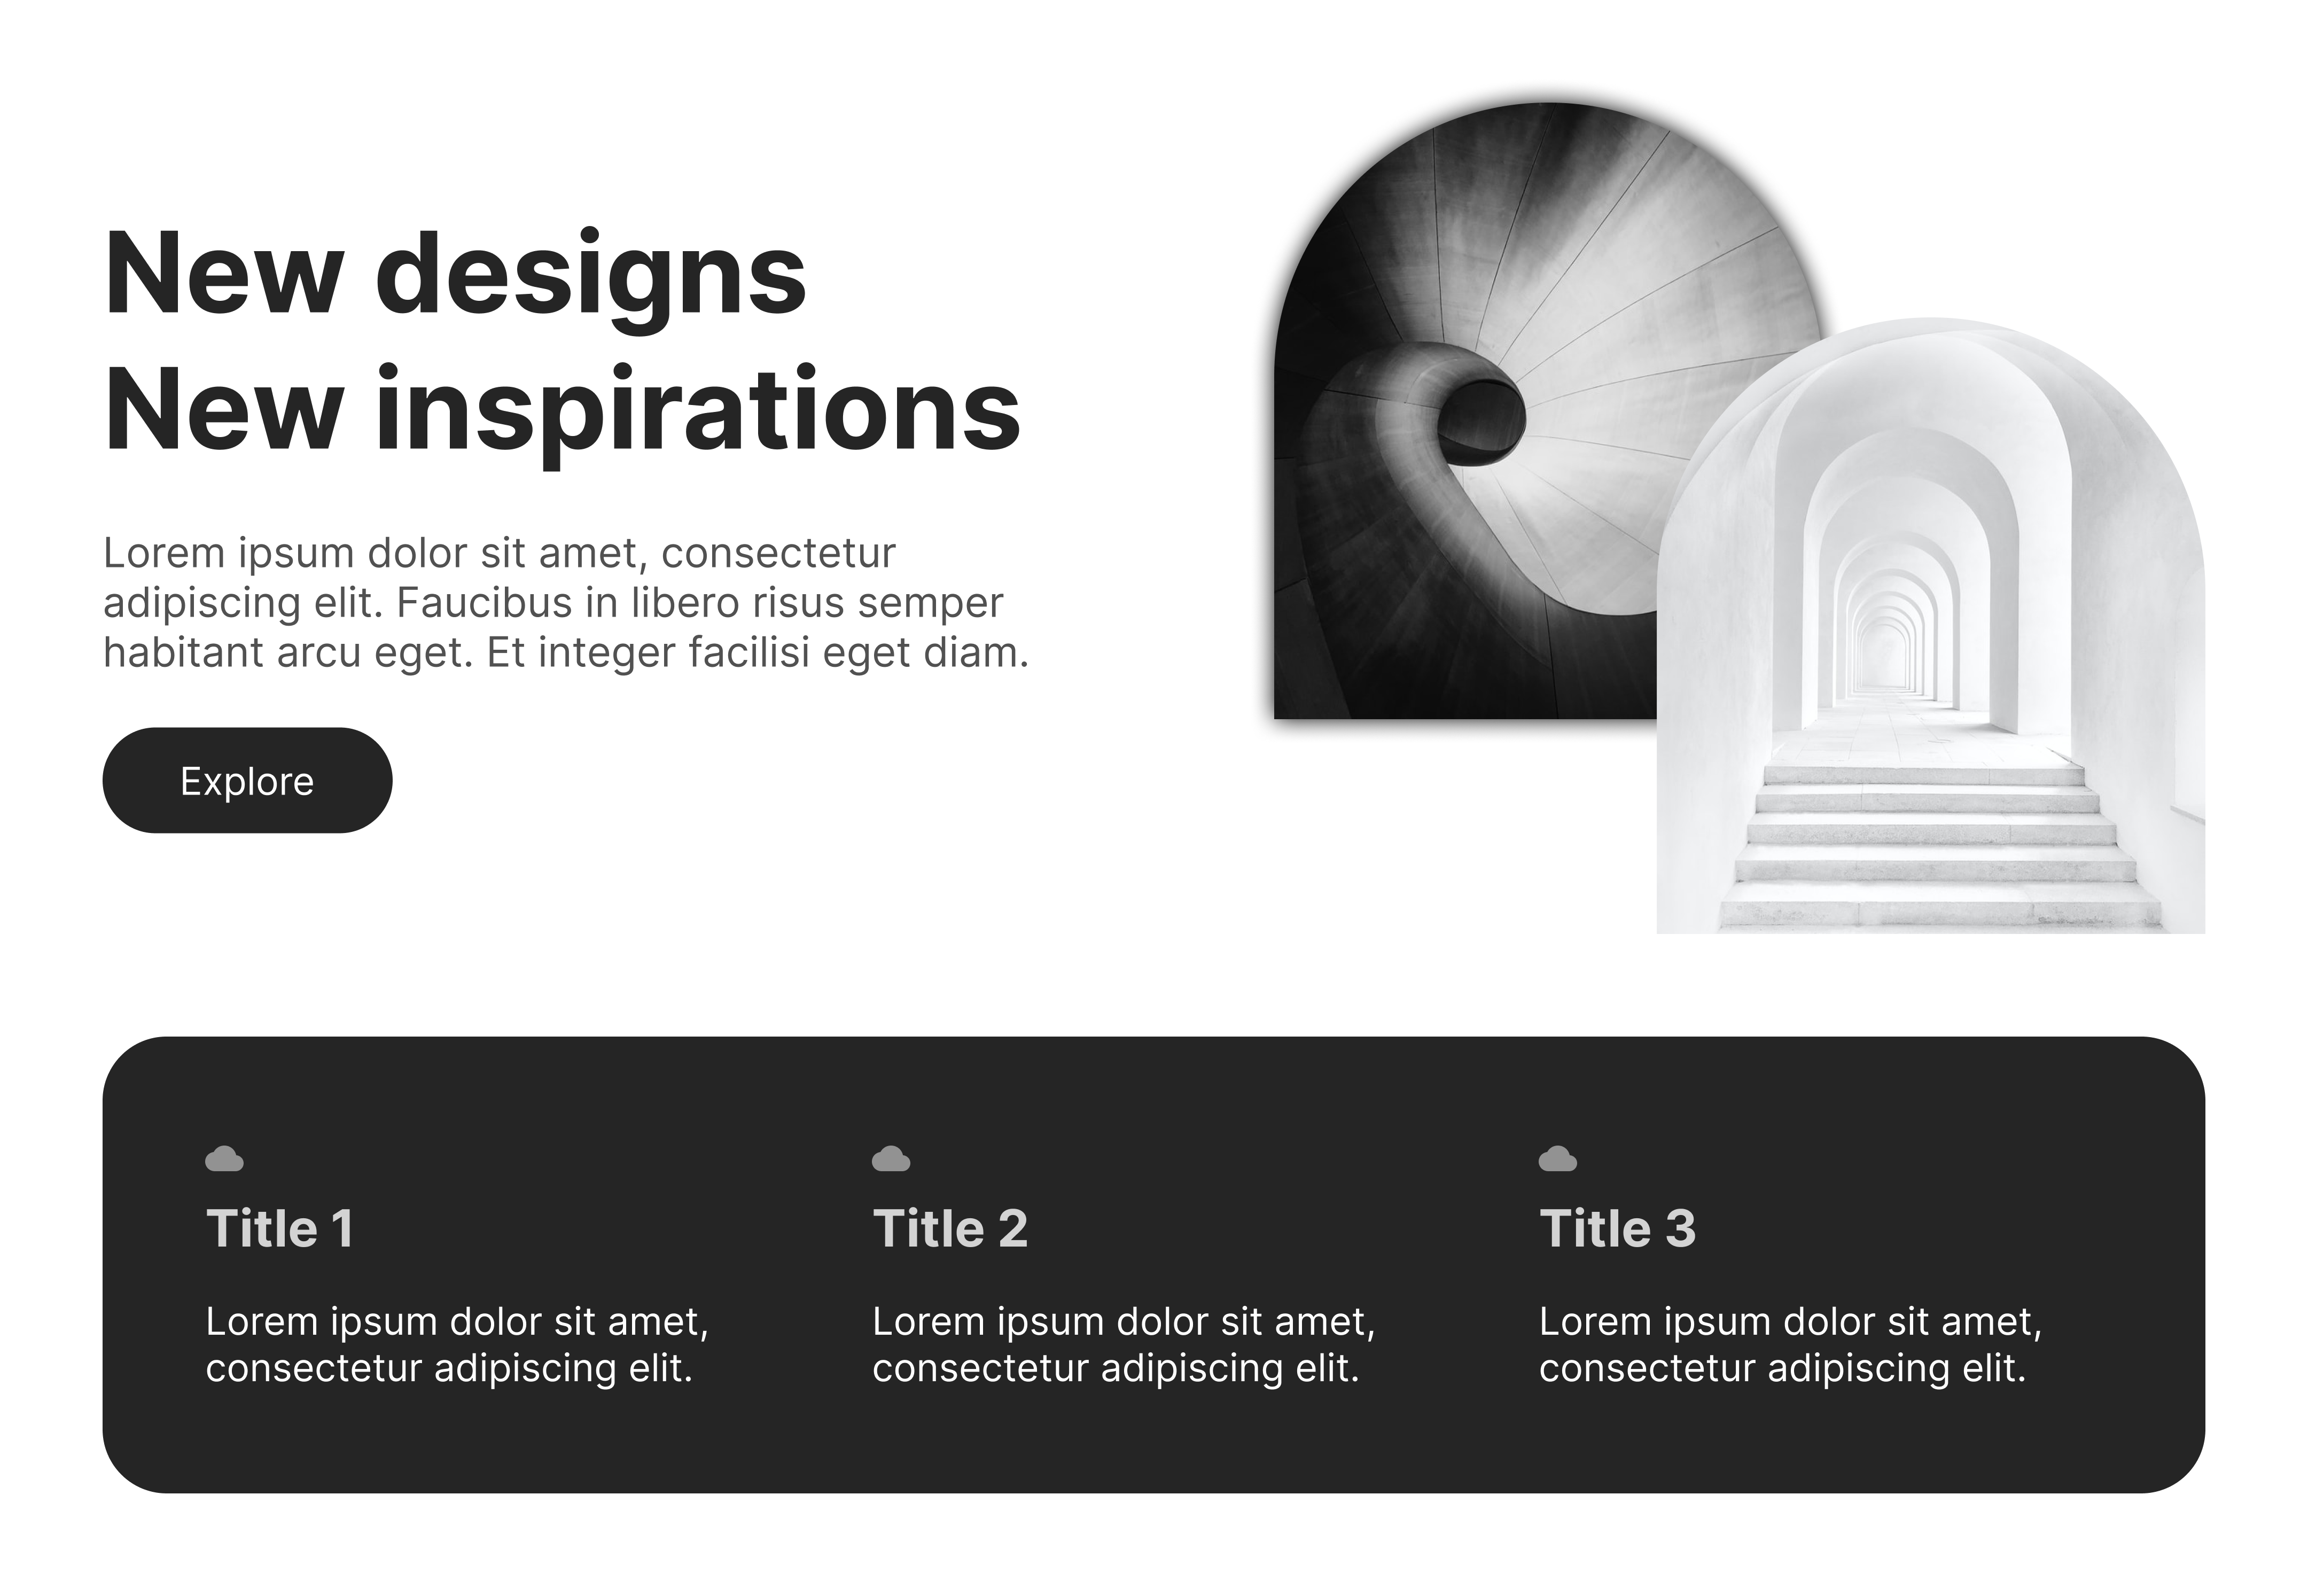 New designs
New inspirations
Lorem ipsum dolor sit amet, consectetur
adipiscing elit. Faucibus in libero risus semper
habitant arcu eget. Et integer facilisi eget diam.
Explore
Title 1
Lorem ipsum dolor sit amet,
consectetur adipiscing elit.
Title 2
Lorem ipsum dolor sit amet,
consectetur adipiscing elit.
Title 3
Lorem ipsum dolor sit amet,
consectetur adipiscing elit.